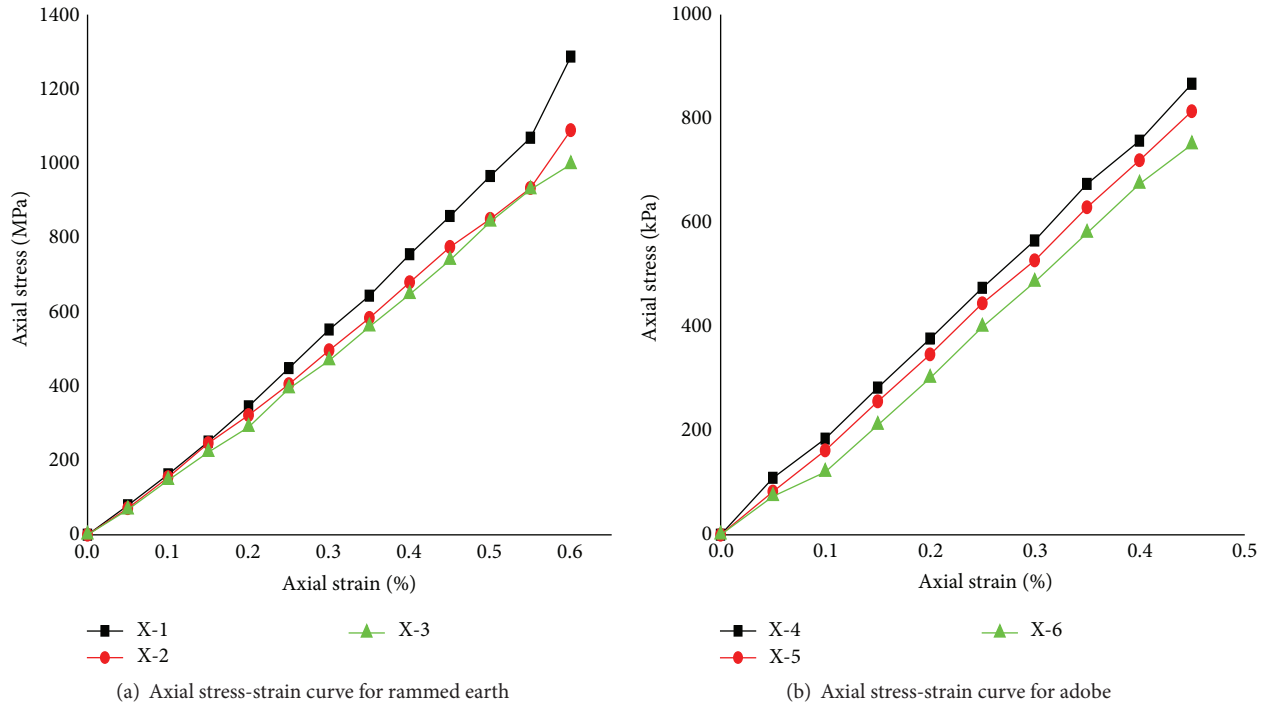 1400
1200
1000
800
600
400
200
0
Axial stress (MPa)
0.0 0.1 0.2 0.3 0.4 0.5 0.6
Axial strain (%)
X-1 X-3
X-2
(a) Axial stress-strain curve for rammed earth
1000
800
600
400
200
0
Axial stress (kPa)
0.0 0.1 0.2 0.3 0.4 0.5
Axial strain (%)
X-4 X-6
X-5
(b) Axial stress-strain curve for adobe